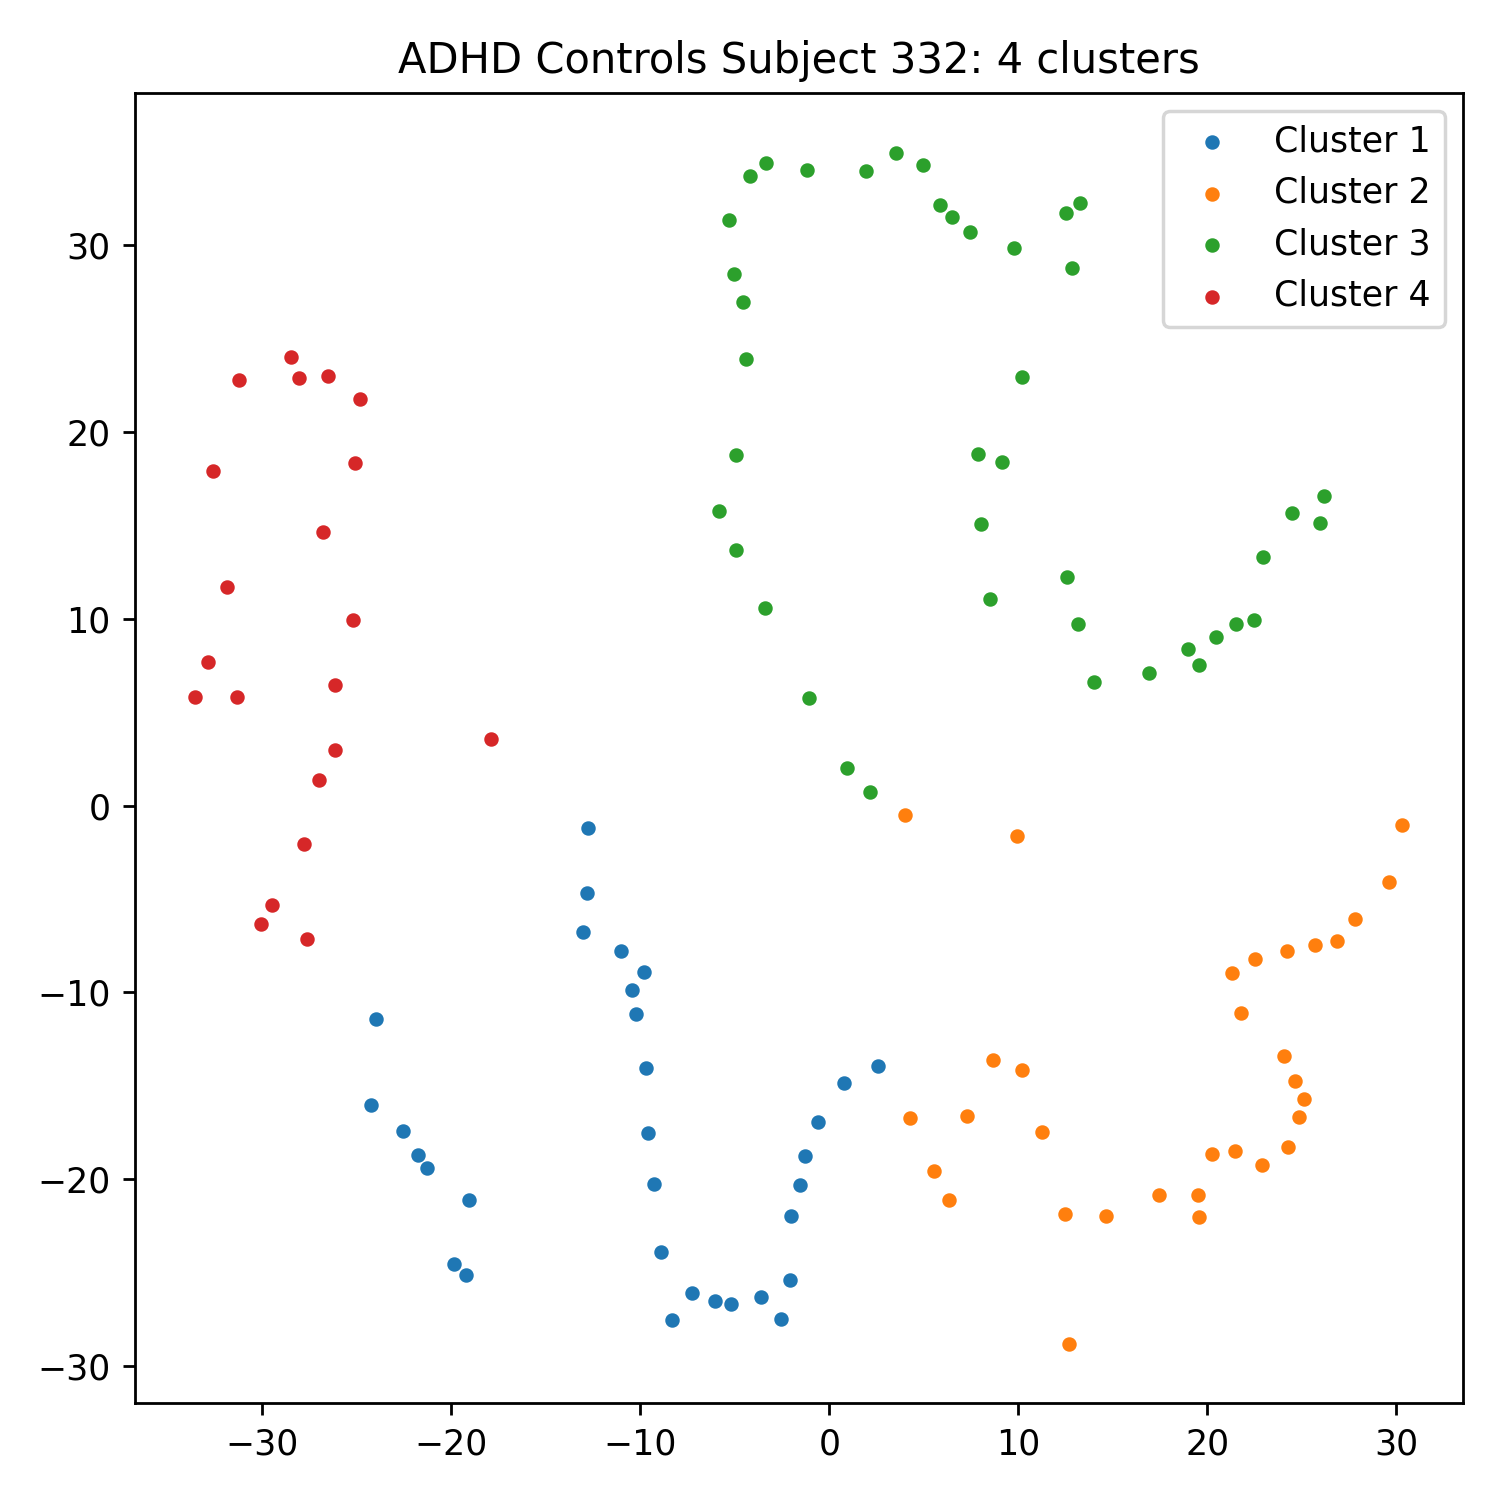 ADHD Controls Subject 332: 4 clusters
Cluster 1
Cluster 2
Cluster 3
Cluster 4
30
20
10
0
−10
−20
−30
−30 −20 −10 0 10 20 30